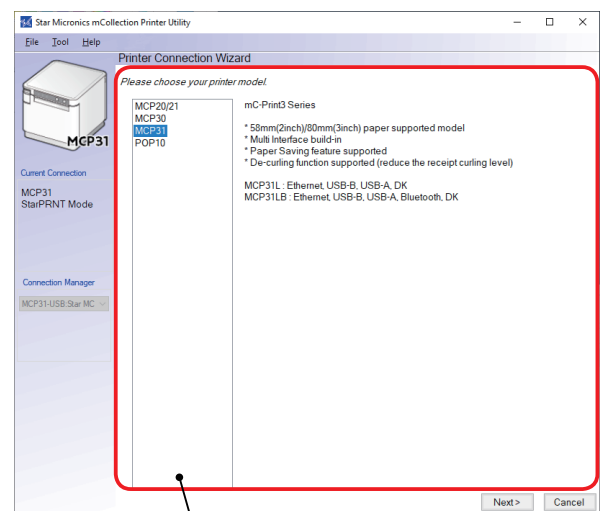 Star Micronics mCollection Printer Utility
File Tool Help
Printer Connection Wizard
Please choose your printer model.
MCP20/21
MCP30
MCP31
POP10
mC-Print3 Series
* 58mm(2inch)/80mm(3inch) paper supported model
* Multi Interface build-in
* Paper Saving feature supported
* De-curling function supported (reduce the receipt curling level)
MCP31L : Ethernet, USB-B, USB-A, DK
MCP31LB : Ethernet, USB-B, USB-A, Bluetooth, DK
MCP31
Current Connection
MCP31
StarPRNT Mode
Connection Manager
MCP31-USB:Star MC
Next >
Cancel